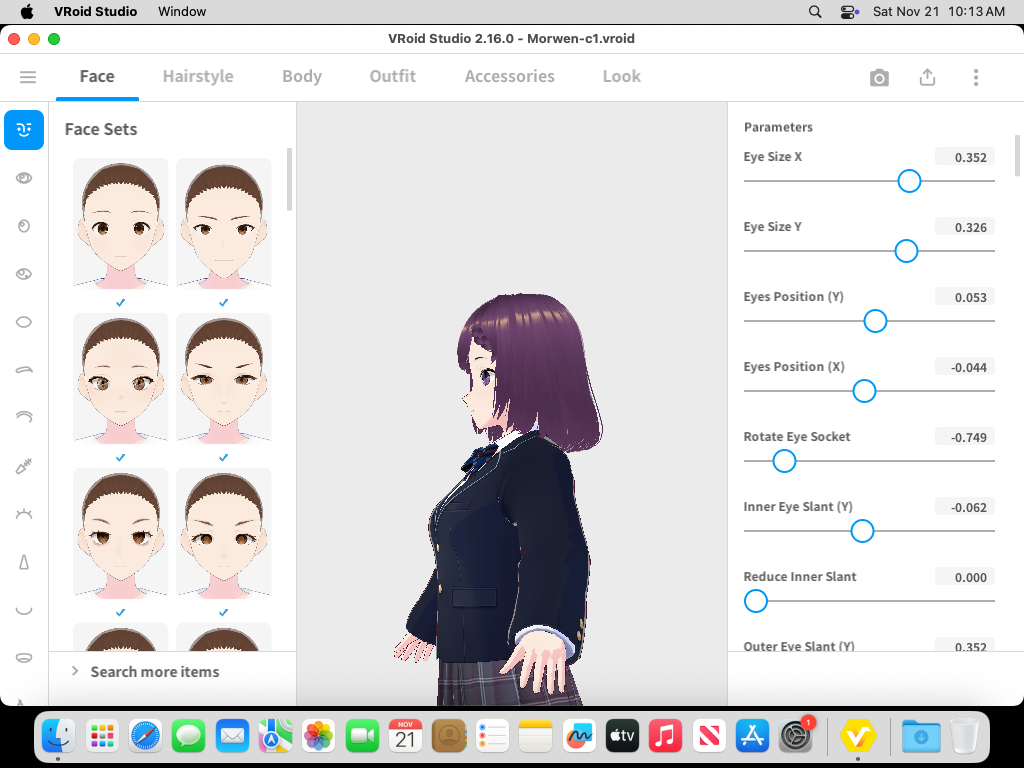 VRoid Studio Window Sat Nov 21 10:13 AM
VRoid Studio 2.16.0 - Morwen-c1.vroid
Face Hairstyle Body Outfit Accessories Look
Face Sets
Search more items
Parameters
Eye Size X 0.352
Eye Size Y 0.326
Eyes Position (Y) 0.053
Eyes Position (X) -0.044
Rotate Eye Socket -0.749
Inner Eye Slant (Y) -0.062
Reduce Inner Slant 0.000
Outer Eye Slant (Y) 0.352
NOV
21
tv
1